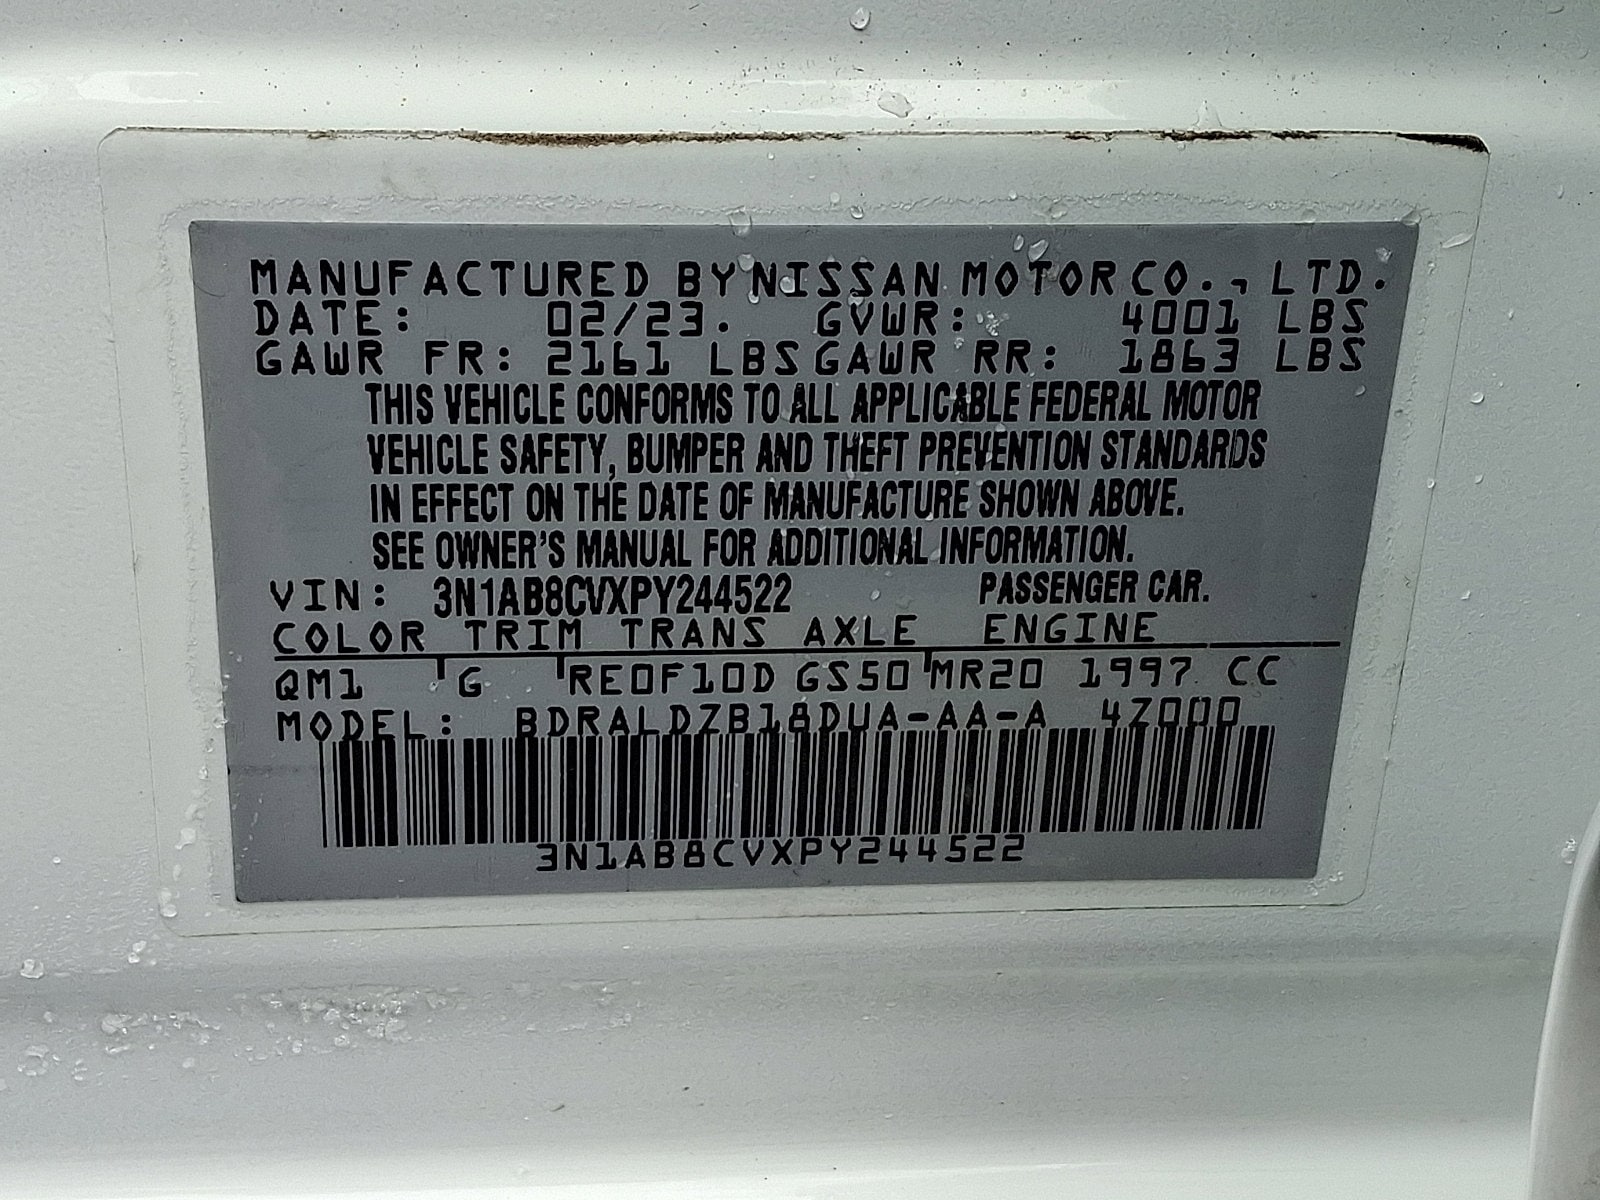 MANUFACTURED BY NISSAN MOTOR CO., LTD.
DATE: 02/23. GVWR: 4001 LBS
GAWR FR: 2161 LBS GAWR RR: 1863 LBS
THIS VEHICLE CONFORMS TO ALL APPLICABLE FEDERAL MOTOR
VEHICLE SAFETY, BUMPER AND THEFT PREVENTION STANDARDS
IN EFFECT ON THE DATE OF MANUFACTURE SHOWN ABOVE.
SEE OWNER'S MANUAL FOR ADDITIONAL INFORMATION.
VIN: 3N1AB8CVXPY244522 PASSENGER CAR.
COLOR TRIM TRANS AXLE ENGINE
QM1 G RE0F10D GS50 MR20 1997 CC
MODEL: BDRALDZB18DUA-AA-A 4Z000
3N1AB8CVXPY244522